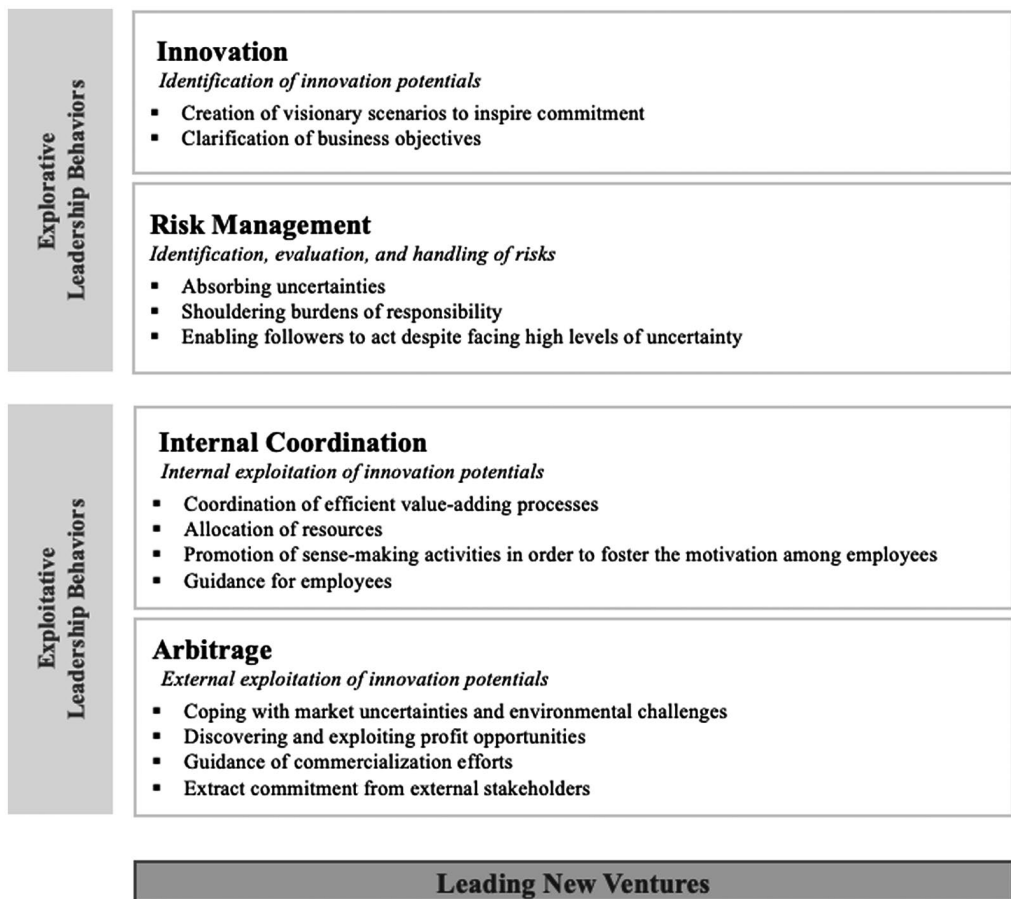 Explorative
Leadership Behaviors
Innovation
Identification of innovation potentials
▪ Creation of visionary scenarios to inspire commitment
▪ Clarification of business objectives
Risk Management
Identification, evaluation, and handling of risks
▪ Absorbing uncertainties
▪ Shouldering burdens of responsibility
▪ Enabling followers to act despite facing high levels of uncertainty
Exploitative
Leadership Behaviors
Internal Coordination
Internal exploitation of innovation potentials
▪ Coordination of efficient value-adding processes
▪ Allocation of resources
▪ Promotion of sense-making activities in order to foster the motivation among employees
▪ Guidance for employees
Arbitrage
External exploitation of innovation potentials
▪ Coping with market uncertainties and environmental challenges
▪ Discovering and exploiting profit opportunities
▪ Guidance of commercialization efforts
▪ Extract commitment from external stakeholders
Leading New Ventures